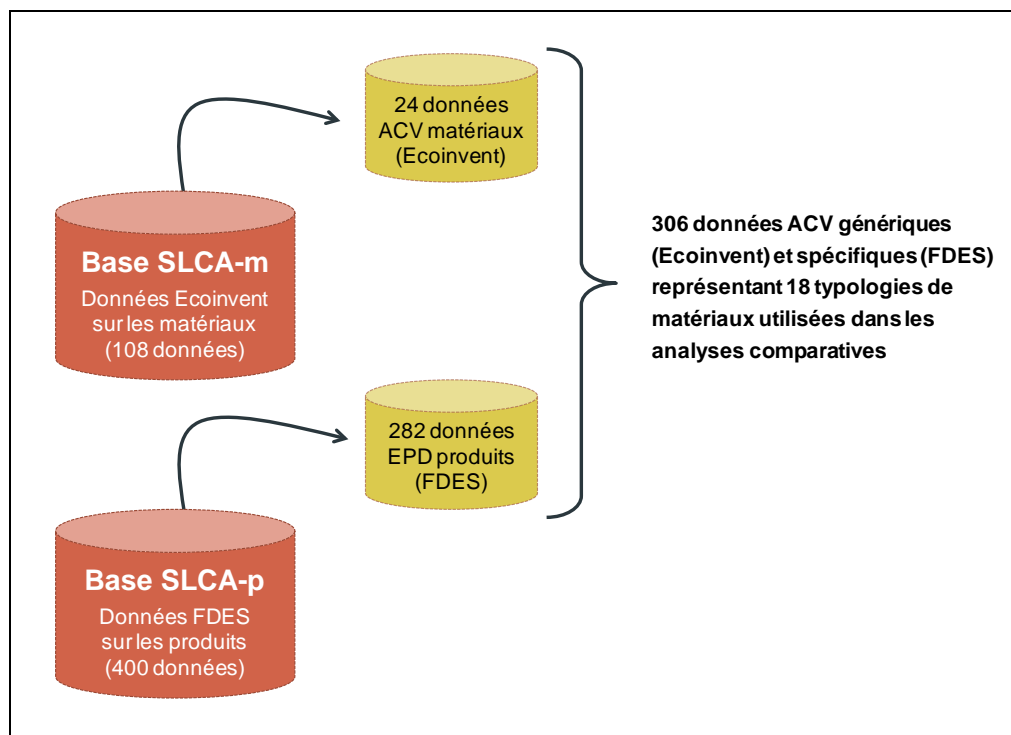 24 données
ACV matériaux
(Ecoinvent)
Base SLCA-m
Données Ecoinvent
sur les matériaux
(108 données)
306 données ACV génériques
(Ecoinvent) et spécifiques (FDES)
représentant 18 typologies de
matériaux utilisées dans les
analyses comparatives
282 données
EPD produits
(FDES)
Base SLCA-p
Données FDES
sur les produits
(400 données)